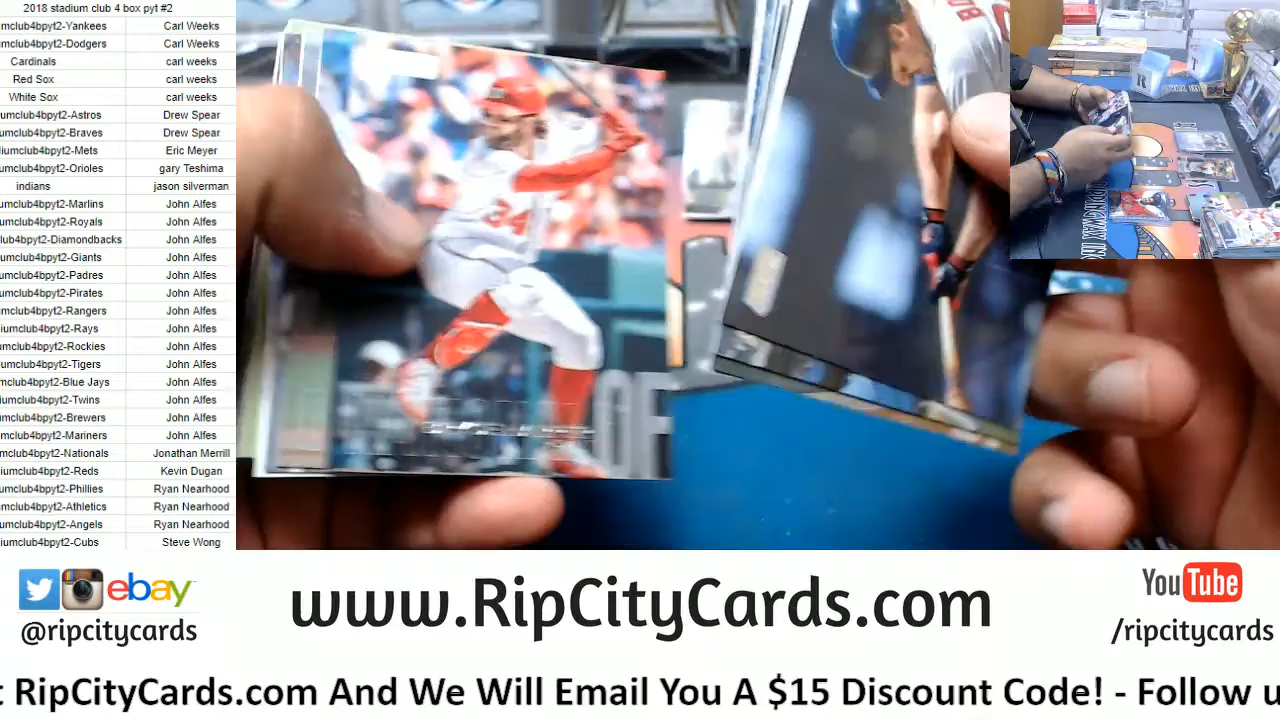 2018 stadium club 4 box pyt #2
umclub4bpyt2-Yankees Carl Weeks
umclub4bpyt2-Dodgers Carl Weeks
Cardinals carl weeks
Red Sox carl weeks
White Sox carl weeks
umclub4bpyt2-Astros Drew Spear
umclub4bpyt2-Braves Drew Spear
iumclub4bpyt2-Mets Eric Meyer
umclub4bpyt2-Orioles gary Teshima
indians jason silverman
umclub4bpyt2-Marlins John Alfes
umclub4bpyt2-Royals John Alfes
lub4bpyt2-Diamondbacks John Alfes
umclub4bpyt2-Giants John Alfes
umclub4bpyt2-Padres John Alfes
umclub4bpyt2-Pirates John Alfes
umclub4bpyt2-Rangers John Alfes
iumclub4bpyt2-Rays John Alfes
umclub4bpyt2-Rockies John Alfes
umclub4bpyt2-Tigers John Alfes
umclub4bpyt2-Blue Jays John Alfes
iumclub4bpyt2-Twins John Alfes
umclub4bpyt2-Brewers John Alfes
umclub4bpyt2-Mariners John Alfes
iumclub4bpyt2-Nationals Jonathan Merrill
iumclub4bpyt2-Reds Kevin Dugan
umclub4bpyt2-Phillies Ryan Nearhood
umclub4bpyt2-Athletics Ryan Nearhood
umclub4bpyt2-Angels Ryan Nearhood
iumclub4bpyt2-Cubs Steve Wong
34
OF
ebay
@ripcitycards
www.RipCityCards.com
YouTube
/ripcitycards
t RipCityCards.com And We Will Email You A $15 Discount Code! - Follow u